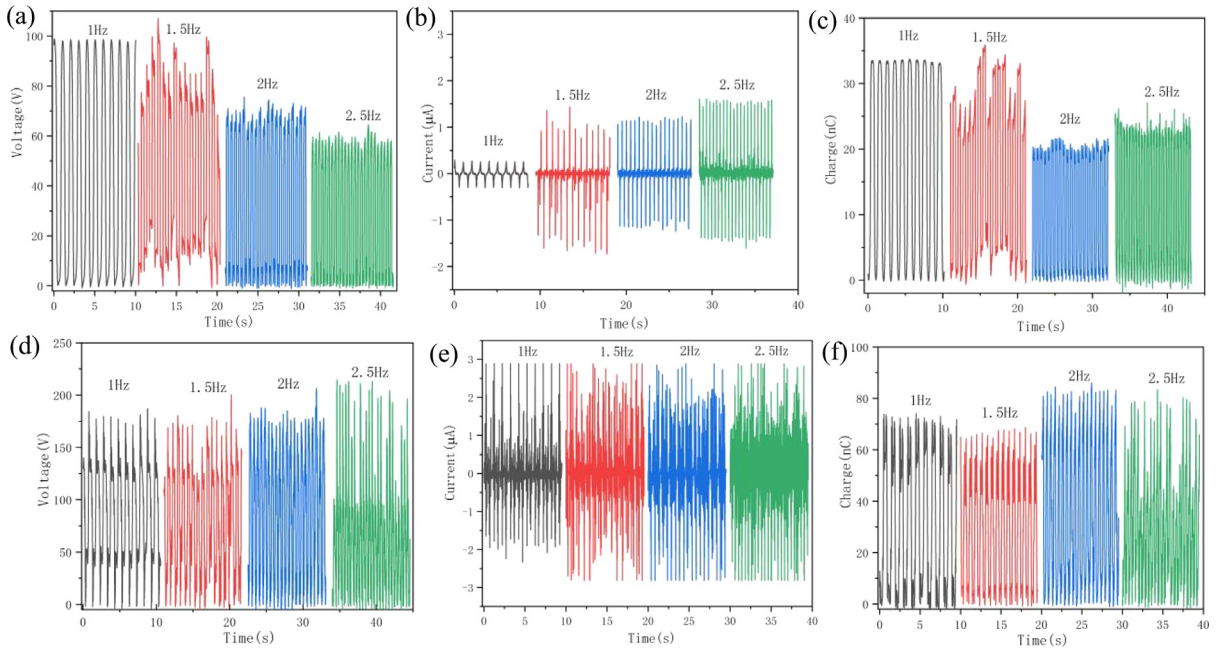 (a)
1Hz
1.5Hz
2Hz
2.5Hz
Voltage(V)
100
80
60
40
20
0
0 5 10 15 20 25 30 35 40
Time(s)
(b)
1Hz
1.5Hz
2Hz
2.5Hz
Current(μA)
3
2
1
0
-1
-2
0 10 20 30 40
Time(s)
(c)
1Hz
1.5Hz
2Hz
2.5Hz
Charge(nC)
40
30
20
10
0
0 10 20 30 40
Time(s)
(d)
1Hz
1.5Hz
2Hz
2.5Hz
Voltage(V)
250
200
150
100
50
0
0 10 20 30 40
Time(s)
(e)
1Hz
1.5Hz
2Hz
2.5Hz
Current(μA)
3
2
1
0
-1
-2
-3
0 5 10 15 20 25 30 35 40
Time(s)
(f)
1Hz
1.5Hz
2Hz
2.5Hz
Charge(nC)
100
80
60
40
20
0
0 5 10 15 20 25 30 35 40
Time(s)